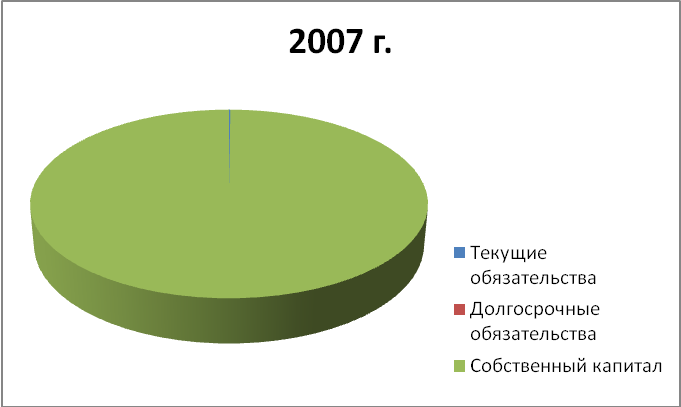 2007 г.
Текущие
обязательства
Долгосрочные
обязательства
Собственный капитал